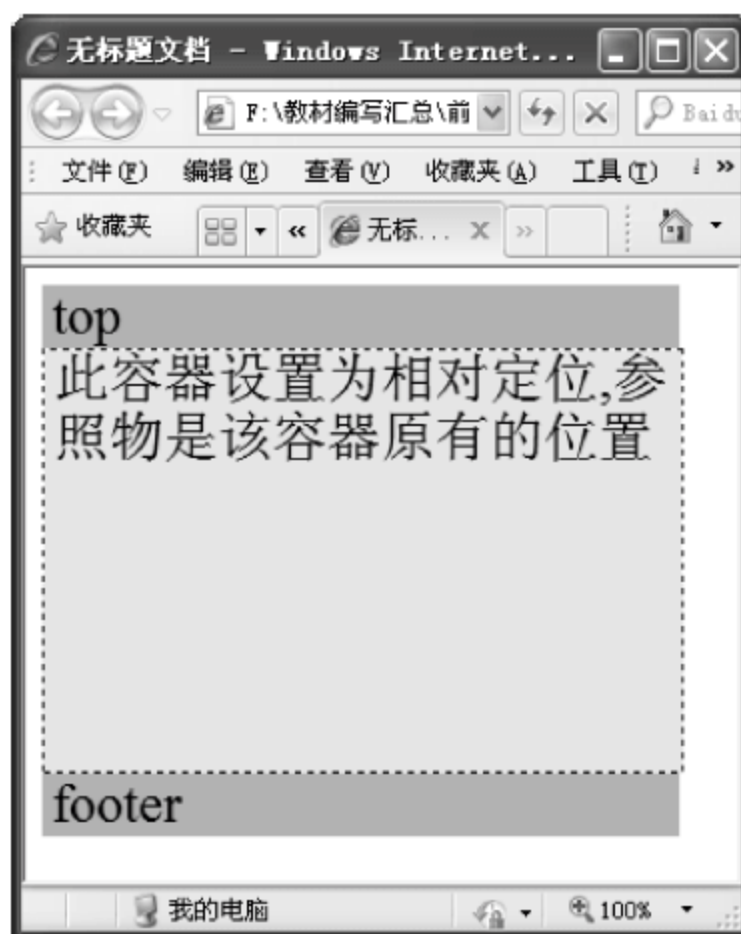 无标题文档 - Windows Internet...
F:\教材编写汇总\前
文件(F) 编辑(E) 查看(V) 收藏夹(A) 工具(T)
收藏夹 无标...
top
此容器设置为相对定位,参
照物是该容器原有的位置
footer
我的电脑 100%